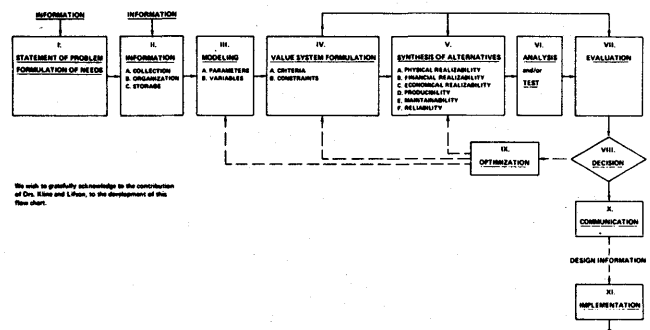 INFORMATION
INFORMATION
I.
STATEMENT OF PROBLEM
FORMULATION OF NEEDS
II.
INFORMATION
A. COLLECTION
B. ORGANIZATION
C. STORAGE
III.
MODELING
A. PARAMETERS
B. VARIABLES
IV.
VALUE SYSTEM FORMULATION
A. CRITERIA
B. CONSTRAINTS
V.
SYNTHESIS OF ALTERNATIVES
A. PHYSICAL REALIZABILITY
B. FINANCIAL REALIZABILITY
C. ECONOMICAL REALIZABILITY
D. PRODUCIBILITY
E. MAINTAINABILITY
F. RELIABILITY
VI.
ANALYSIS
and/or
TEST
VII.
EVALUATION
VIII.
DECISION
IX.
OPTIMIZATION
We wish to gratefully acknowledge to the contribution
of Drs. Kline and Lifson, to the development of this
flow chart.
X.
COMMUNICATION
DESIGN INFORMATION
XI.
IMPLEMENTATION